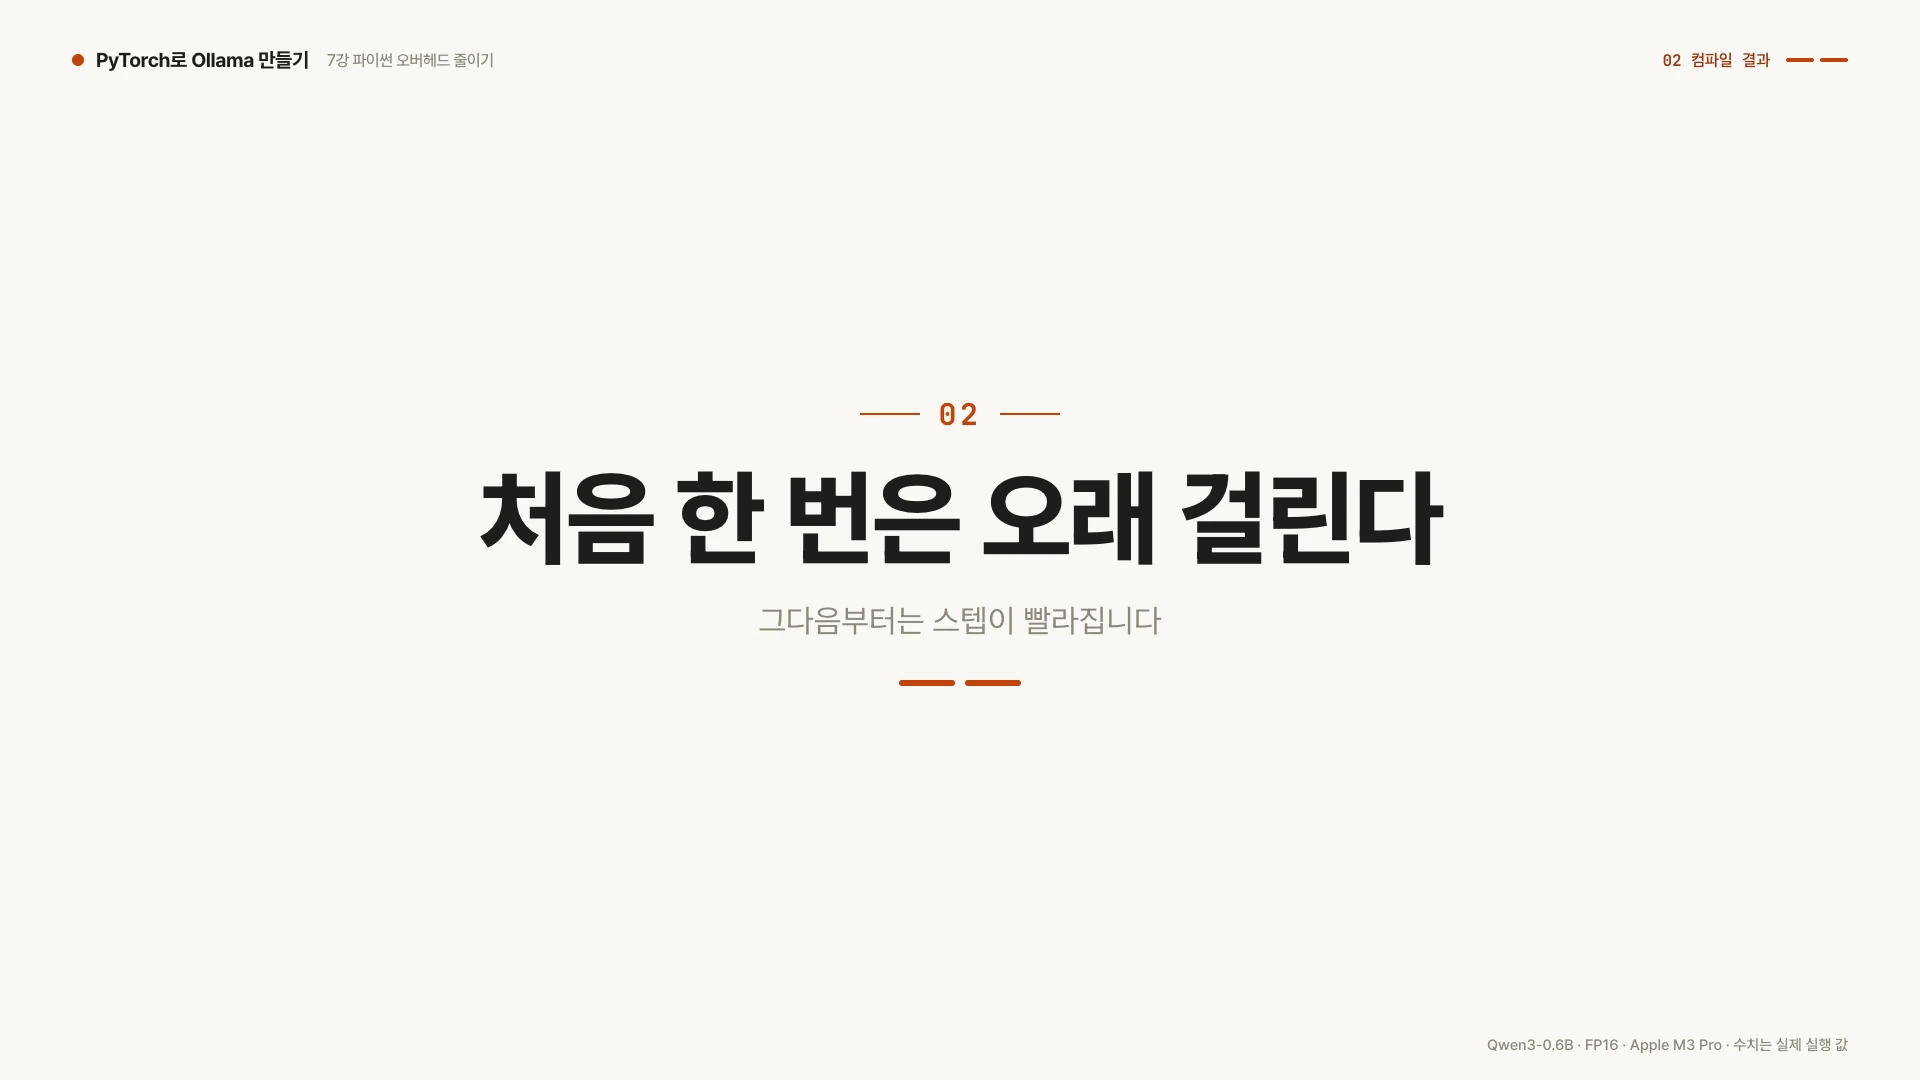 PyTorch로 Ollama 만들기 7강 파이썬 오버헤드 줄이기
02 컴파일 결과
02
처음 한 번은 오래 걸린다
그다음부터는 스텝이 빨라집니다
Qwen3-0.6B · FP16 · Apple M3 Pro · 수치는 실제 실행 값